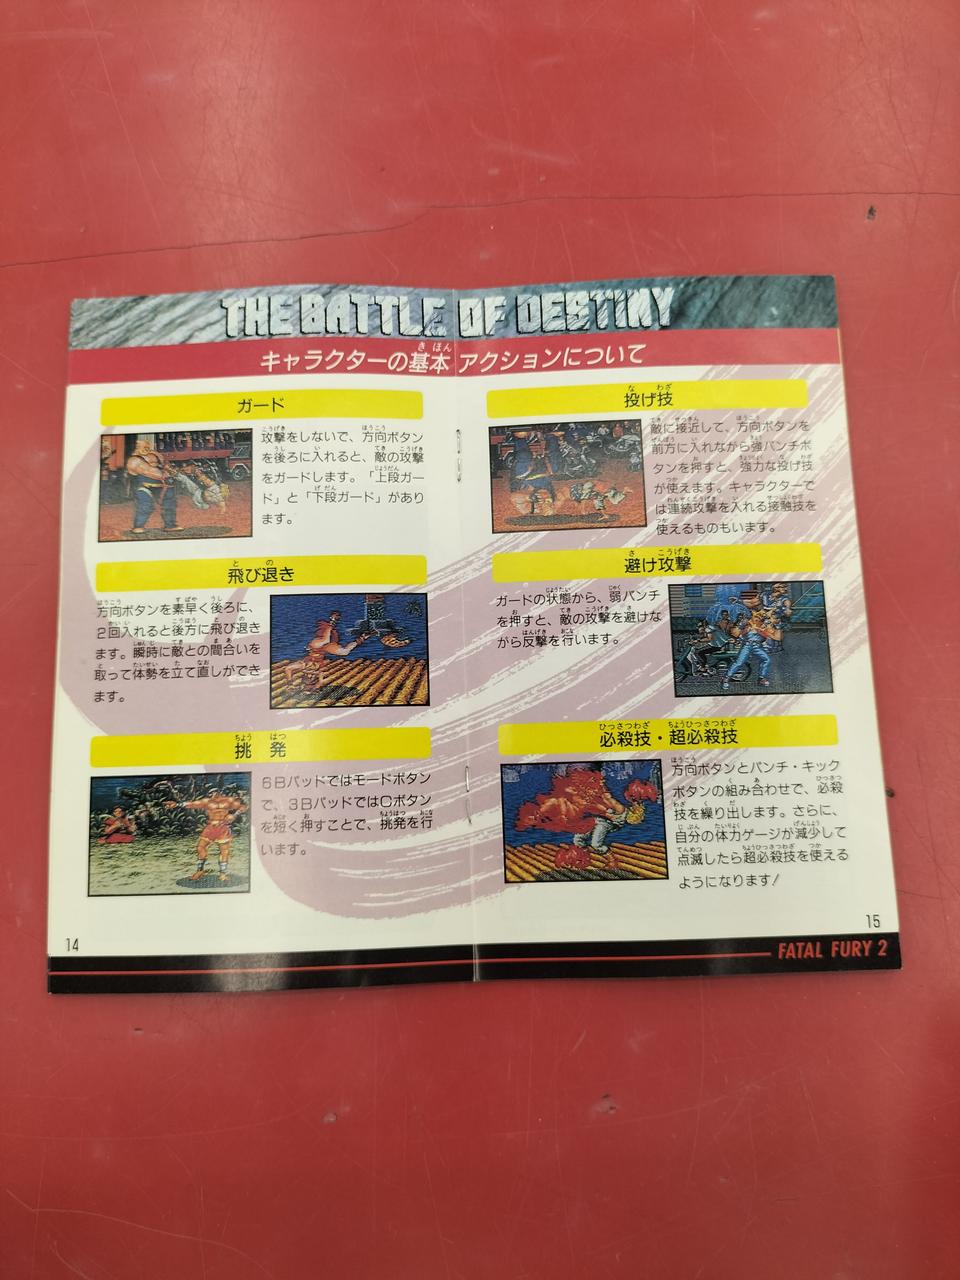 THE BATTLE OF DESTINY
キャラクターの基本アクションについて
ガード
BIG BEAR
攻撃をしないで、方向ボタン
を後ろに入れると、敵の攻撃
をガードします。「上段ガー
ド」と「下段ガード」があり
ます。
飛び退き
方向ボタンを素早く後ろに、
2回入れると後方に飛び退き
ます。瞬時に敵との間合いを
取って体勢を立て直しができ
ます。
挑発
6Bパッドではモードボタン
で、3BパッドではCボタン
を短く押すことで、挑発を行
います。
14
投げ技
敵に接近して、方向ボタンを
前方に入れながら強パンチボ
タンを押すと、強力な投げ技
が使えます。キャラクターで
は連続攻撃を入れる接触技を
使えるものもいます。
避け攻撃
ガードの状態から、弱パンチ
を押すと、敵の攻撃を避けな
がら反撃を行います。
必殺技・超必殺技
方向ボタンとパンチ・キック
ボタンの組み合わせで、必殺
技を繰り出します。さらに、
自分の体力ゲージが減少して
点滅したら超必殺技を使える
ようになります!
15
FATAL FURY 2